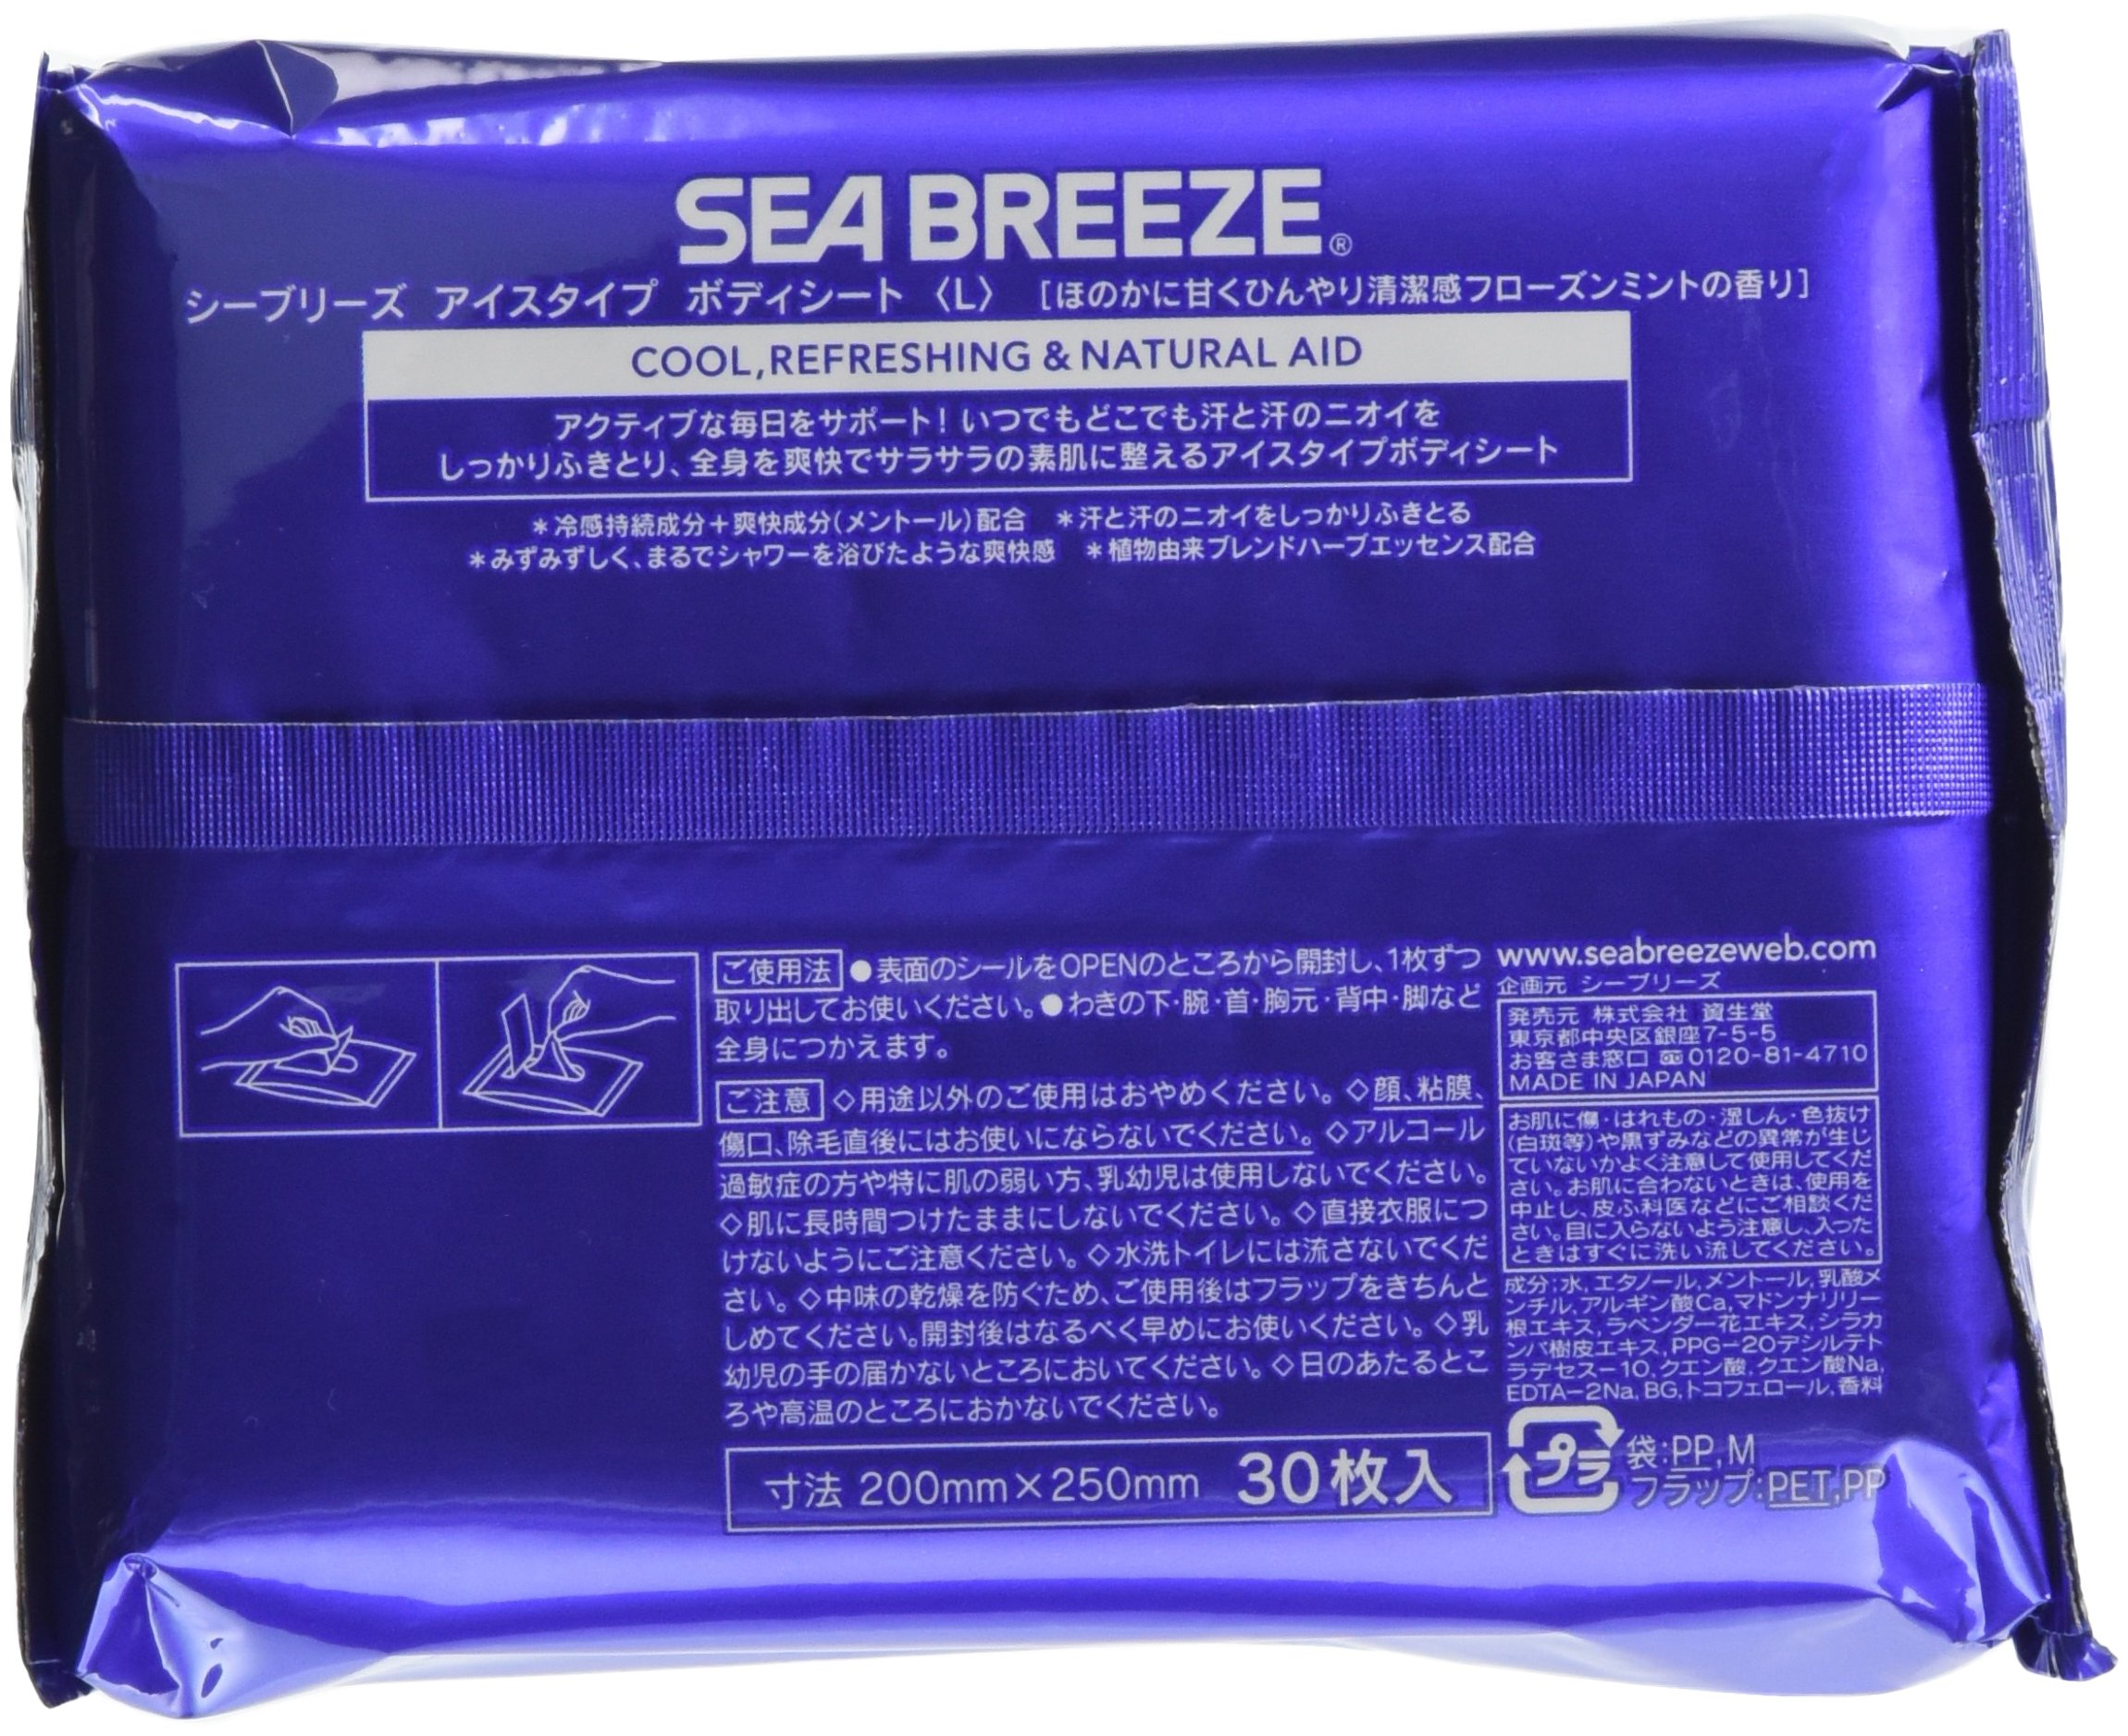 SEA BREEZE®
シーブリーズ アイスタイプ ボディシート 〈L〉 [ほのかに甘くひんやり清潔感フローズンミントの香り]
COOL,REFRESHING & NATURAL AID
アクティブな毎日をサポート！いつでもどこでも汗と汗のニオイを
しっかりふきとり、全身を爽快でサラサラの素肌に整えるアイスタイプボディシート
＊冷感持続成分＋爽快成分（メントール）配合 ＊汗と汗のニオイをしっかりふきとる
＊みずみずしく、まるでシャワーを浴びたような爽快感 ＊植物由来ブレンドハーブエッセンス配合
ご使用法 ●表面のシールをOPENのところから開封し、1枚ずつ
取り出してお使いください。●わきの下・腕・首・胸元・背中・脚など
全身につかえます。
ご注意 ◇用途以外のご使用はおやめください。◇顔、粘膜、
傷口、除毛直後にはお使いにならないでください。◇アルコール
過敏症の方や特に肌の弱い方、乳幼児は使用しないでください。
◇肌に長時間つけたままにしないでください。◇直接衣服につ
けないようにご注意ください。◇水洗トイレには流さないでくだ
さい。◇中味の乾燥を防ぐため、ご使用後はフラップをきちんと
しめてください。開封後はなるべく早めにお使いください。◇乳
幼児の手の届かないところにおいてください。◇日のあたるとこ
ろや高温のところにおかないでください。
寸法 200mm×250mm 30枚入
www.seabreezeweb.com
企画元 シーブリーズ
発売元 株式会社 資生堂
東京都中央区銀座7-5-5
お客さま窓口 0120-81-4710
MADE IN JAPAN
お肌に傷・はれもの・湿しん・色抜け
（白斑等）や黒ずみなどの異常が生じ
ていないかよく注意して使用してくだ
さい。お肌に合わないときは、使用を
中止し、皮ふ科医などにご相談くだ
さい。目に入らないよう注意し、入った
ときはすぐに洗い流してください。
成分：水,エタノール,メントール,乳酸メ
ンチル,アルギン酸Ca,マドンナリリー
根エキス,ラベンダー花エキス,シラカ
ンバ樹皮エキス,PPG-20デシルテト
ラデセス-10,クエン酸,クエン酸Na,
EDTA-2Na,BG,トコフェロール,香料
プラ 袋：PP,M
フラップ：PET,PP